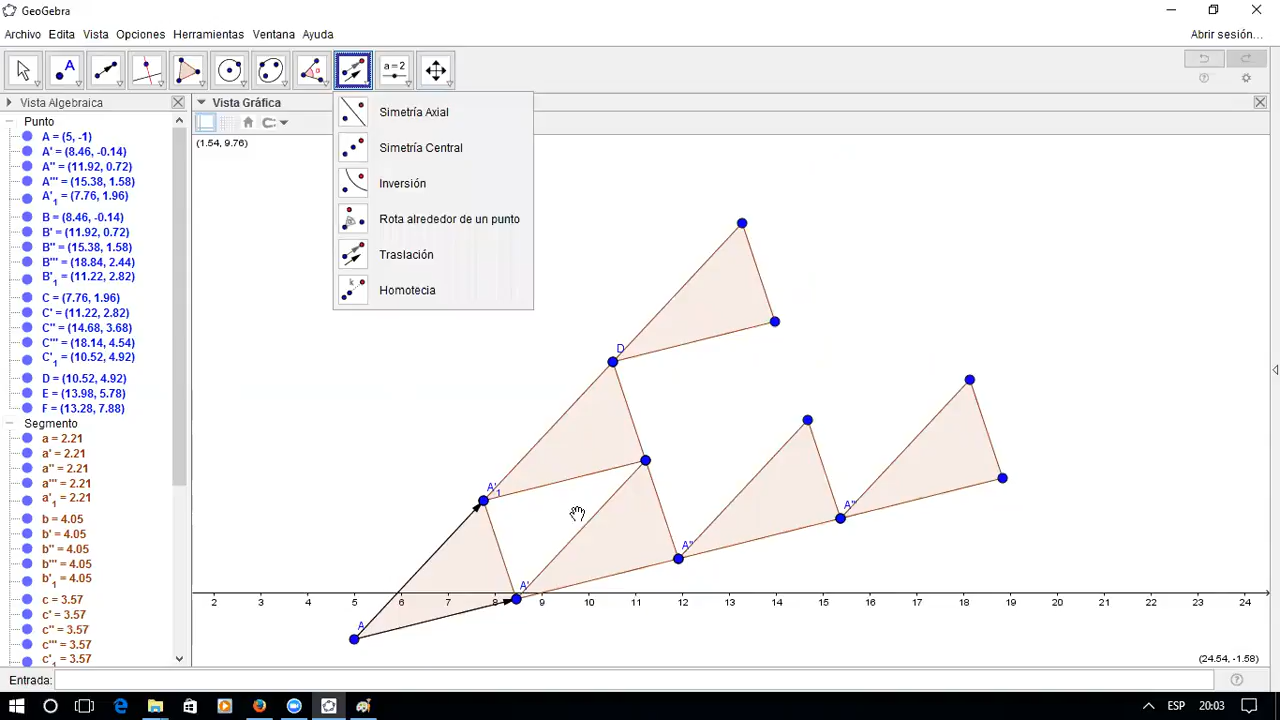 GeoGebra
Archivo Edita Vista Opciones Herramientas Ventana Ayuda
Abrir sesión...
A
α
a = 2
Vista Algebraica
Vista Gráfica
Punto
A = (5, -1)
A' = (8.46, -0.14)
A'' = (11.92, 0.72)
A''' = (15.38, 1.58)
A'₁ = (7.76, 1.96)
B = (8.46, -0.14)
B' = (11.92, 0.72)
B'' = (15.38, 1.58)
B''' = (18.84, 2.44)
B'₁ = (11.22, 2.82)
C = (7.76, 1.96)
C' = (11.22, 2.82)
C'' = (14.68, 3.68)
C''' = (18.14, 4.54)
C'₁ = (10.52, 4.92)
D = (10.52, 4.92)
E = (13.98, 5.78)
F = (13.28, 7.88)
Segmento
a = 2.21
a' = 2.21
a'' = 2.21
a''' = 2.21
a'₁ = 2.21
b = 4.05
b' = 4.05
b'' = 4.05
b''' = 4.05
b'₁ = 4.05
c = 3.57
c' = 3.57
c'' = 3.57
c''' = 3.57
c'₁ = 3.57
(1.54, 9.76)
Simetría Axial
Simetría Central
Inversión
Rota alrededor de un punto
Traslación
k
Homotecia
D
A'₁
A'''
A''
A'
A
2 3 4 5 6 7 8 9 10 11 12 13 14 15 16 17 18 19 20 21 22 23 24
(24.54, -1.58)
Entrada:
ESP 20:03